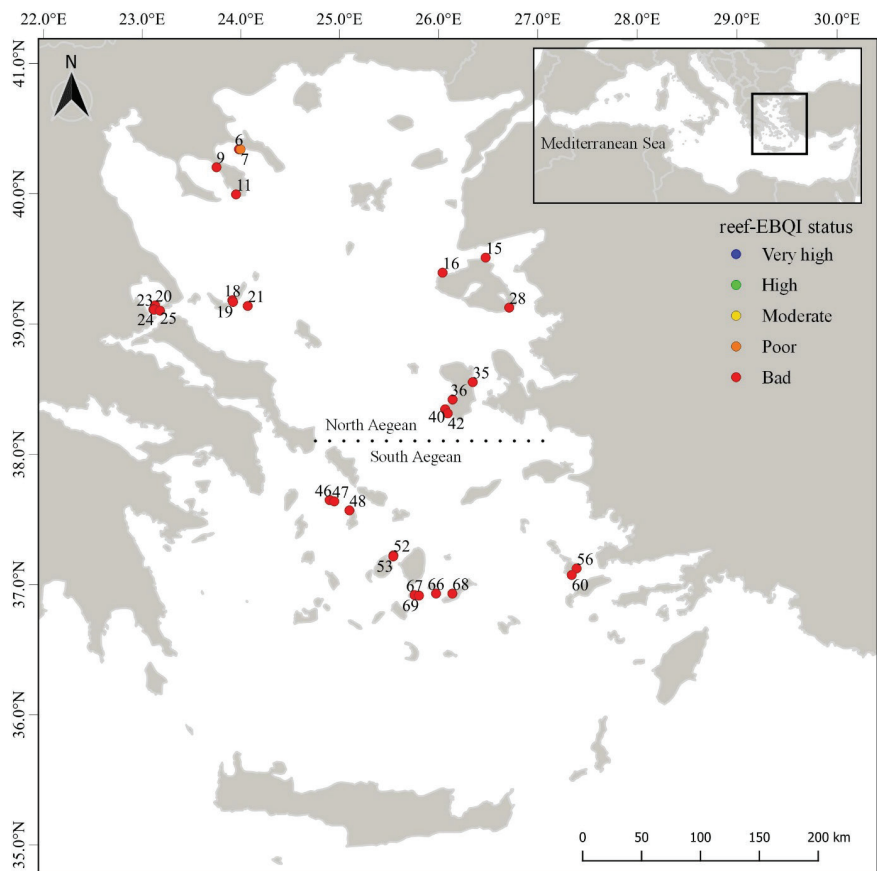 22.0°E 23.0°E 24.0°E 25.0°E 26.0°E 27.0°E 28.0°E 29.0°E 30.0°E
41.0°N
N
Mediterranean Sea
6
9 7
40.0°N
11
reef-EBQI status
15
Very high
16
High
18
23 20
28
19 21
Moderate
24 25
39.0°N
Poor
35
Bad
36
40
42
North Aegean
South Aegean
38.0°N
46 47
48
52
56
53
37.0°N
67 66 68
60
69
36.0°N
0 50 100 150 200 km
35.0°N